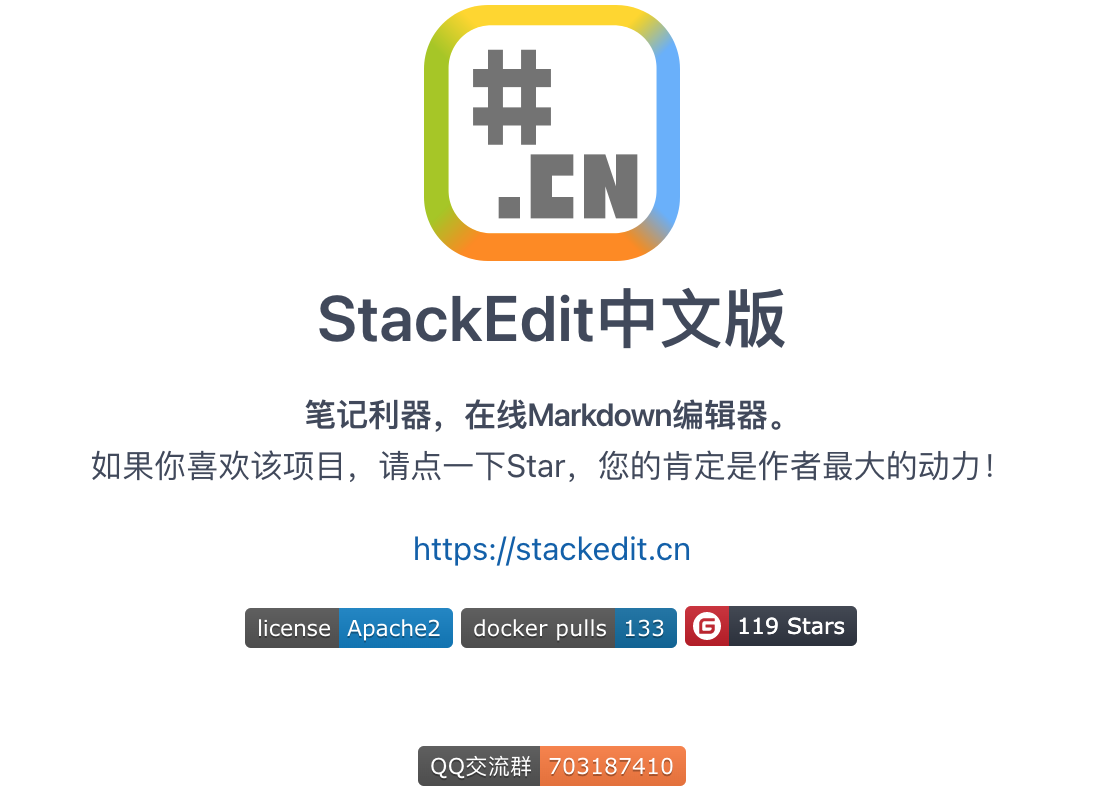 #
.CN
StackEdit中文版
笔记利器，在线Markdown编辑器。
如果你喜欢该项目，请点一下Star，您的肯定是作者最大的动力！
https://stackedit.cn
license Apache2 docker pulls 133 G 119 Stars
QQ交流群 703187410